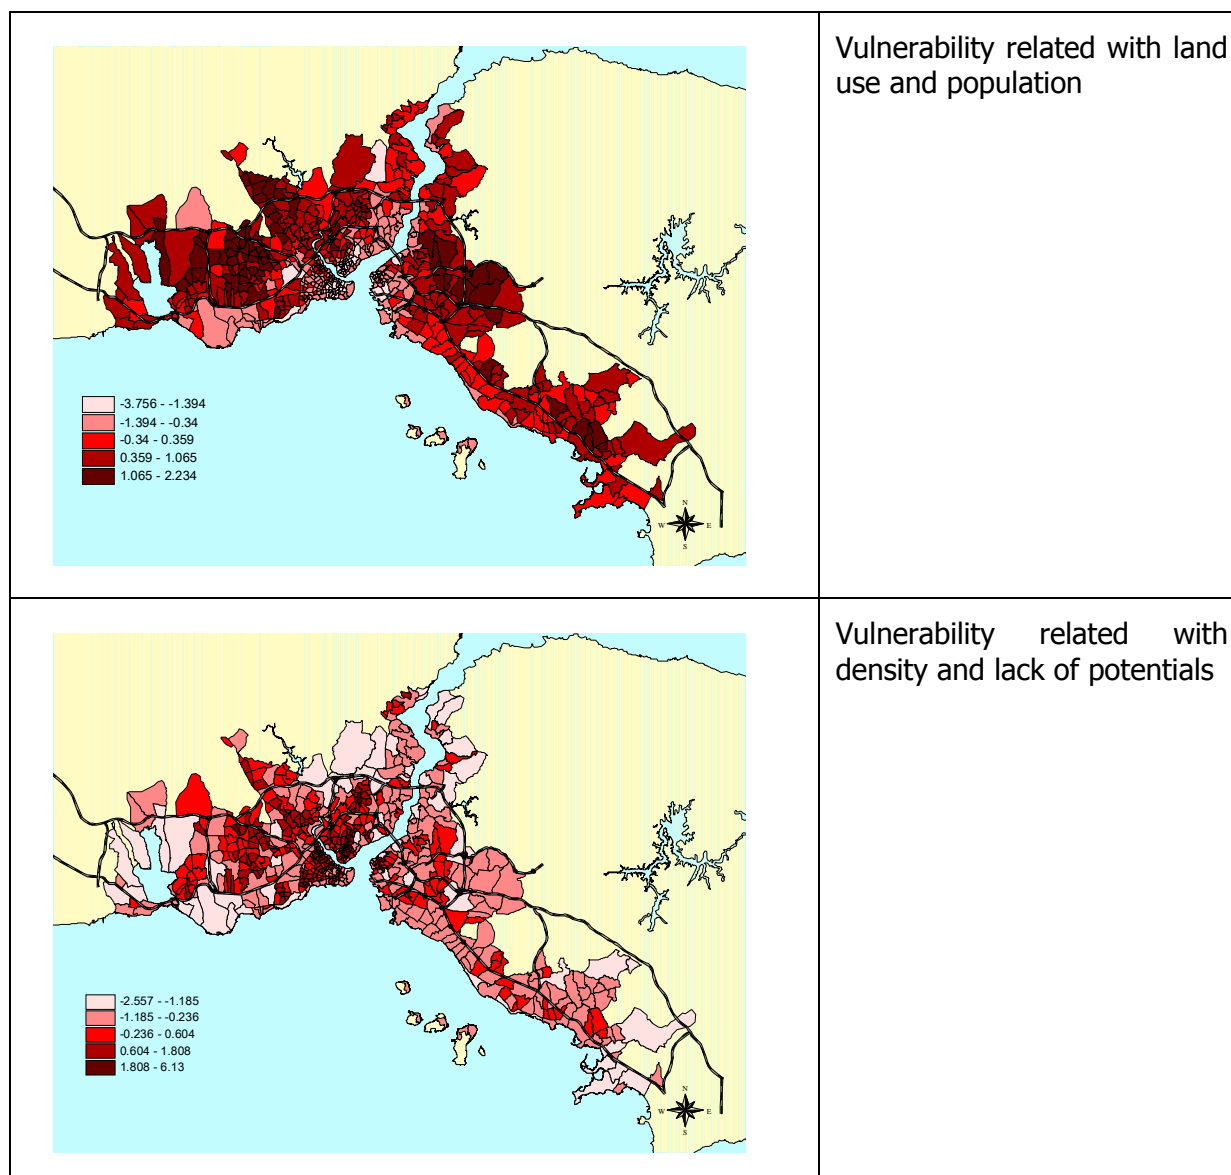 Vulnerability related with land
use and population
-3.756 - -1.394
-1.394 - -0.34
-0.34 - 0.359
0.359 - 1.065
1.065 - 2.234
N
W E
S
Vulnerability related with
density and lack of potentials
-2.557 - -1.185
-1.185 - -0.236
-0.236 - 0.604
0.604 - 1.808
1.808 - 6.13
N
W E
S